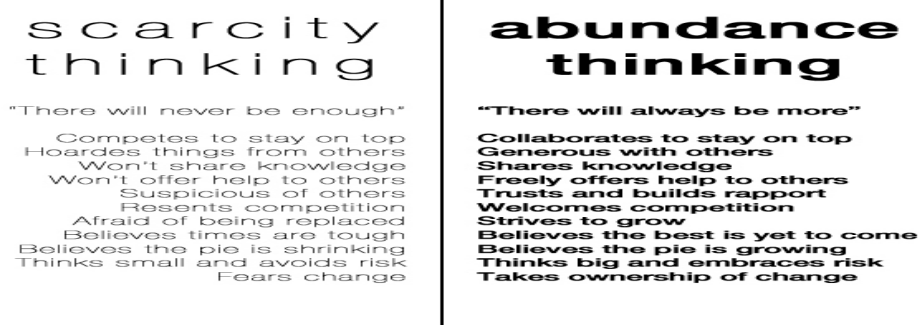 scarcity
thinking
"There will never be enough"
Competes to stay on top
Hoardes things from others
Won't share knowledge
Won't offer help to others
Suspicious of others
Resents competition
Afraid of being replaced
Believes times are tough
Believes the pie is shrinking
Thinks small and avoids risk
Fears change
abundance
thinking
“There will always be more”
Collaborates to stay on top
Generous with others
Shares knowledge
Freely offers help to others
Trusts and builds rapport
Welcomes competition
Strives to grow
Believes the best is yet to come
Believes the pie is growing
Thinks big and embraces risk
Takes ownership of change